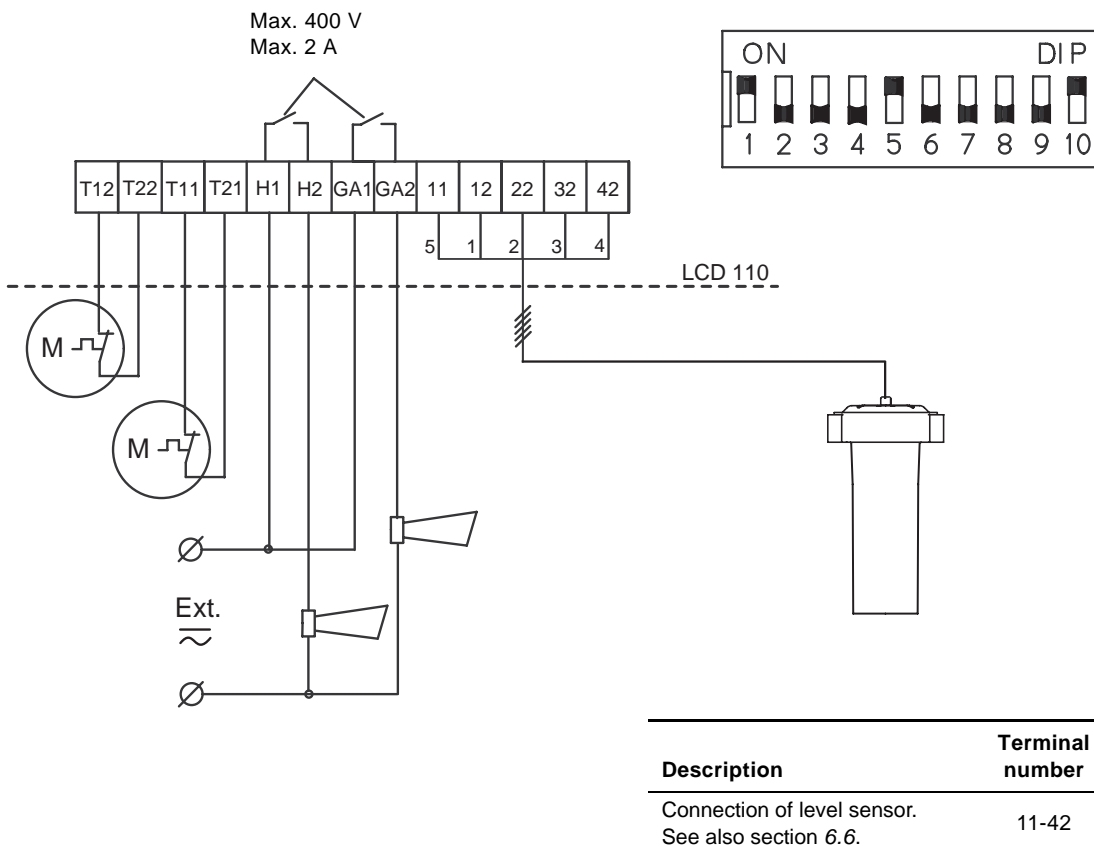 Max. 400 V
Max. 2 A
ON DIP
1 2 3 4 5 6 7 8 9 10
T12 T22 T11 T21 H1 H2 GA1 GA2 11 12 22 32 42
5 1 2 3 4
LCD 110
M
M
Ext.
Description Terminal number
Connection of level sensor. 11-42
See also section 6.6.